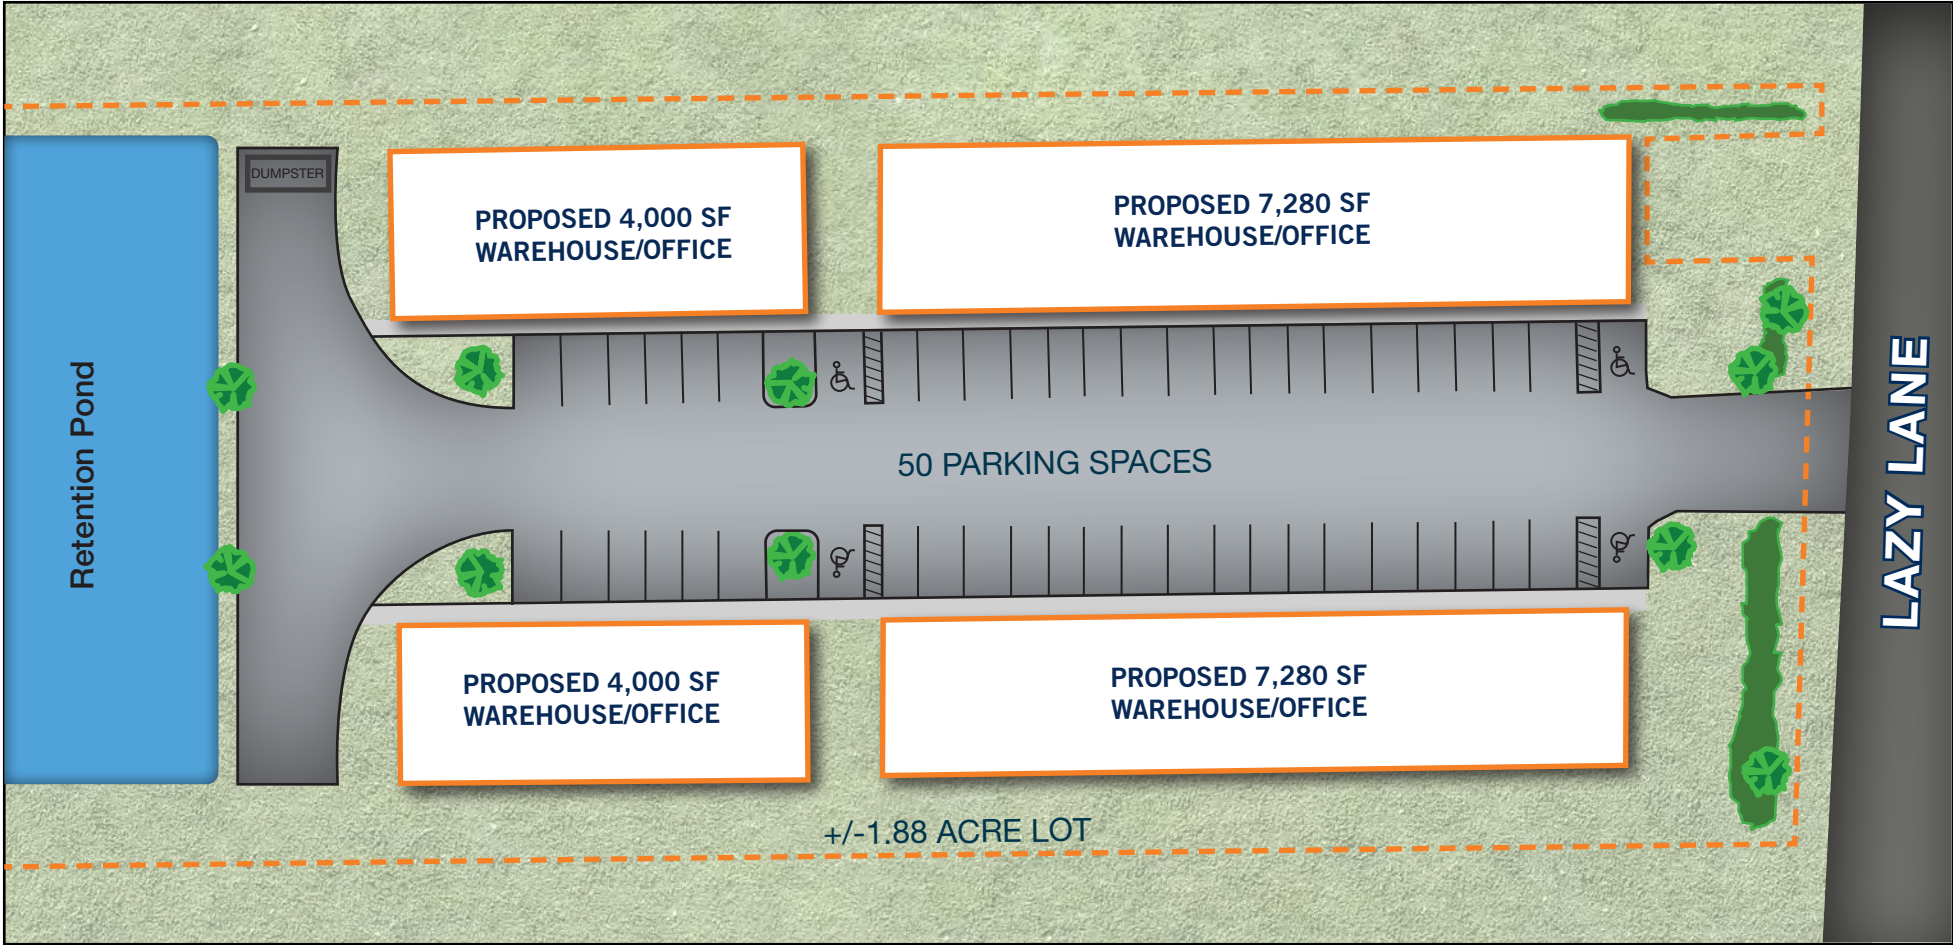 DUMPSTER
PROPOSED 4,000 SF
WAREHOUSE/OFFICE
PROPOSED 7,280 SF
WAREHOUSE/OFFICE
Retention Pond
50 PARKING SPACES
LAZY LANE
PROPOSED 4,000 SF
WAREHOUSE/OFFICE
PROPOSED 7,280 SF
WAREHOUSE/OFFICE
+/-1.88 ACRE LOT